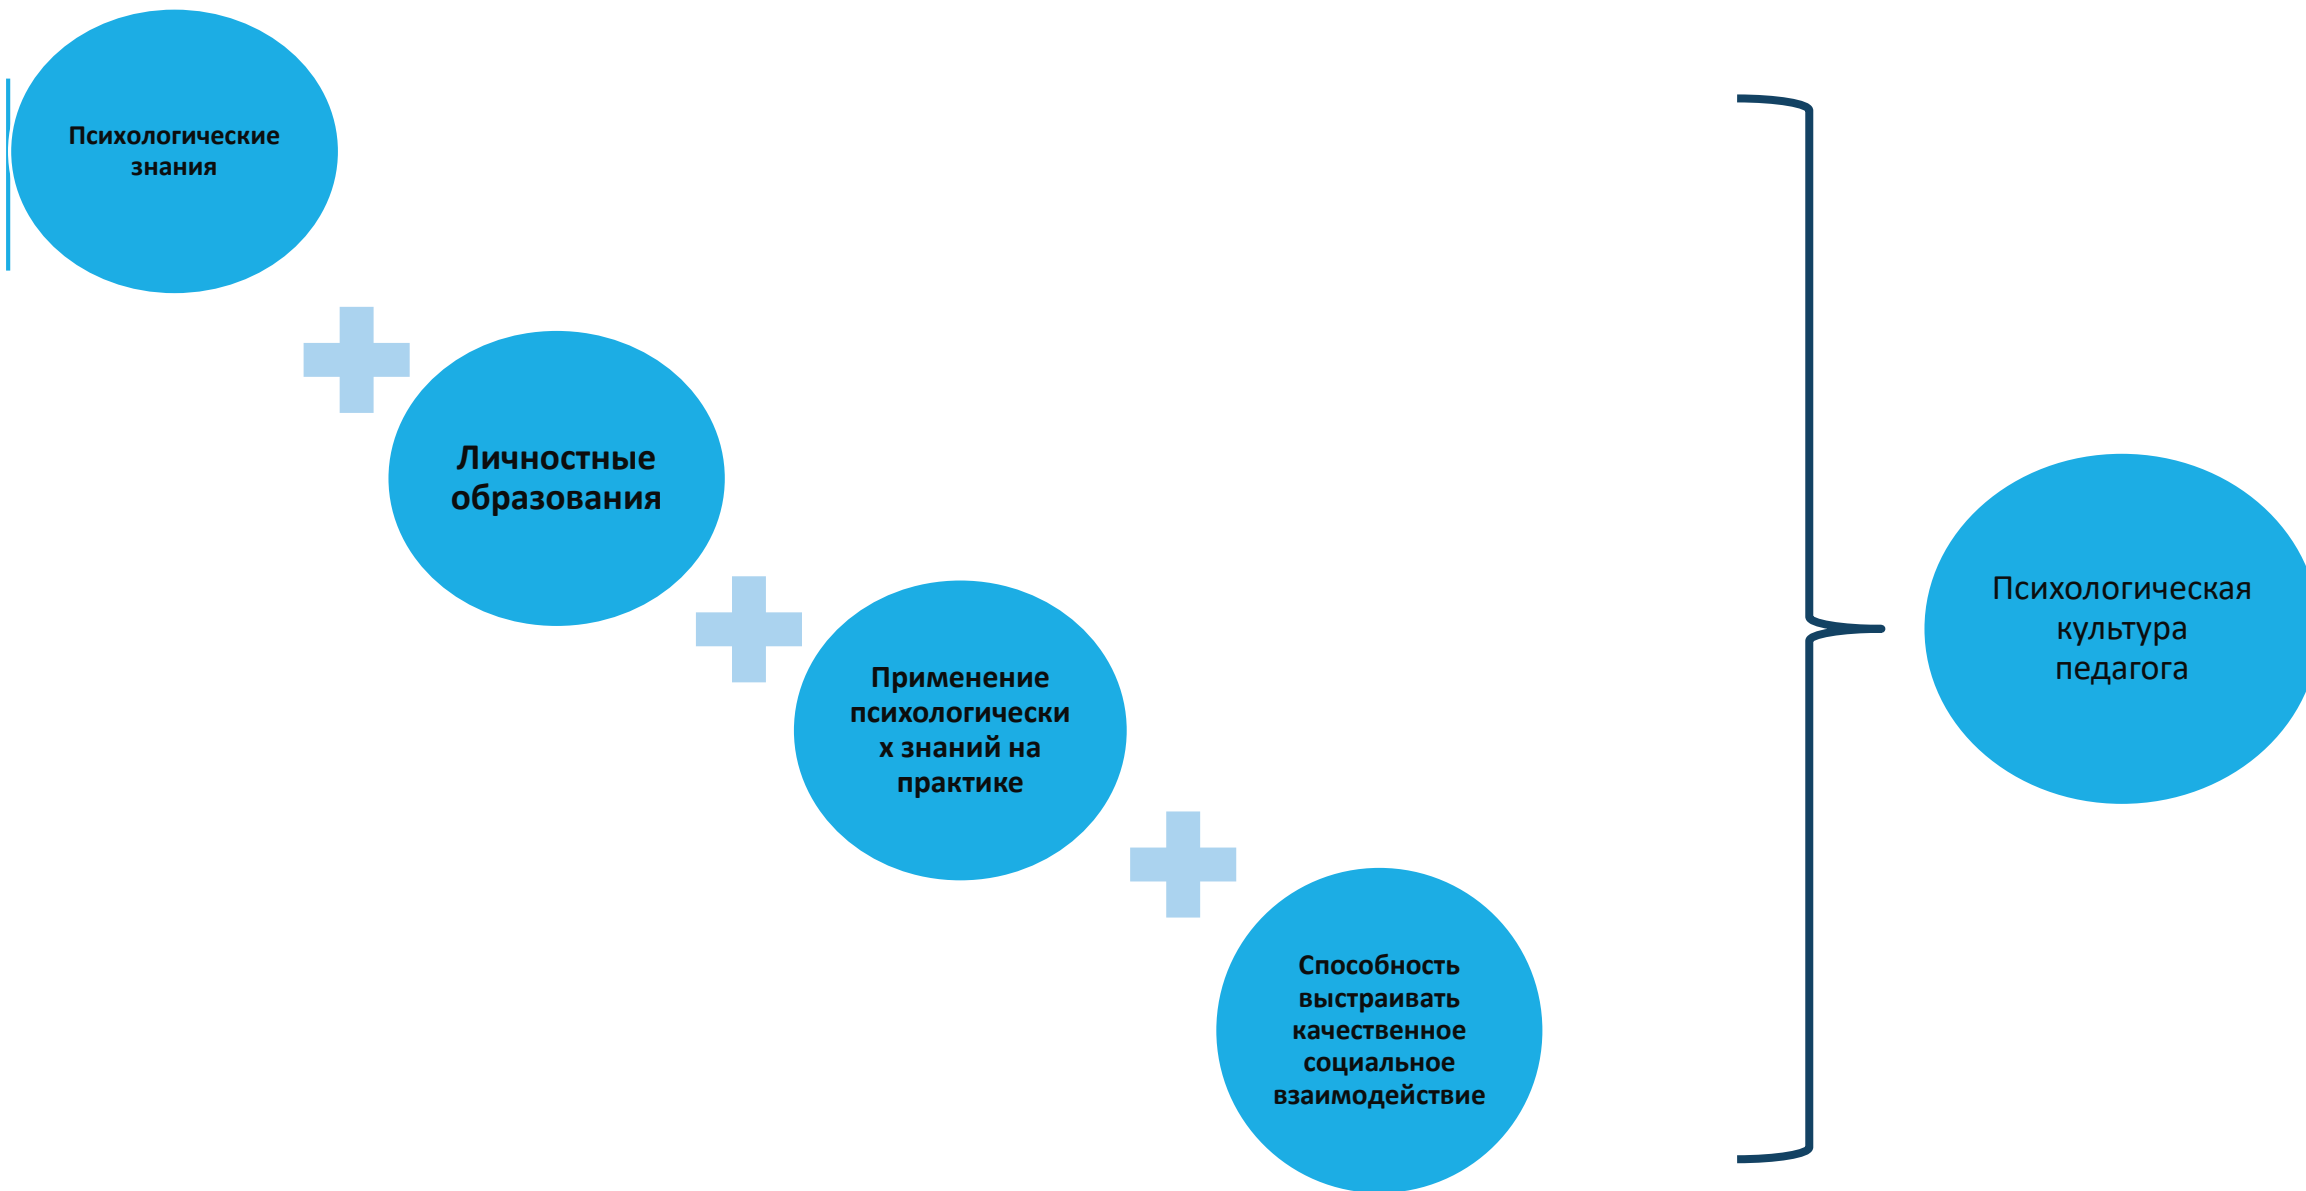 Психологические
знания
Личностные
образования
Применение
психологически
х знаний на
практике
Способность
выстраивать
качественное
социальное
взаимодействие
Психологическая
культура
педагога